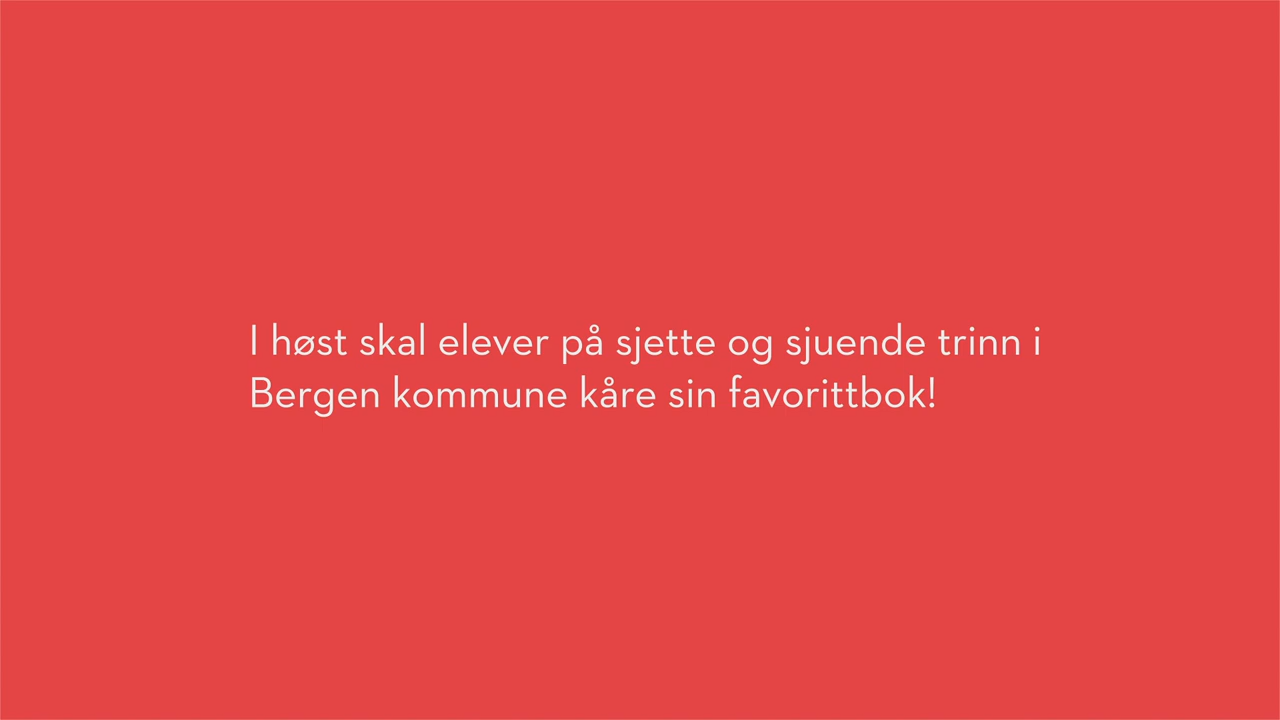 I høst skal elever på sjette og sjuende trinn i
Bergen kommune kåre sin favorittbok!